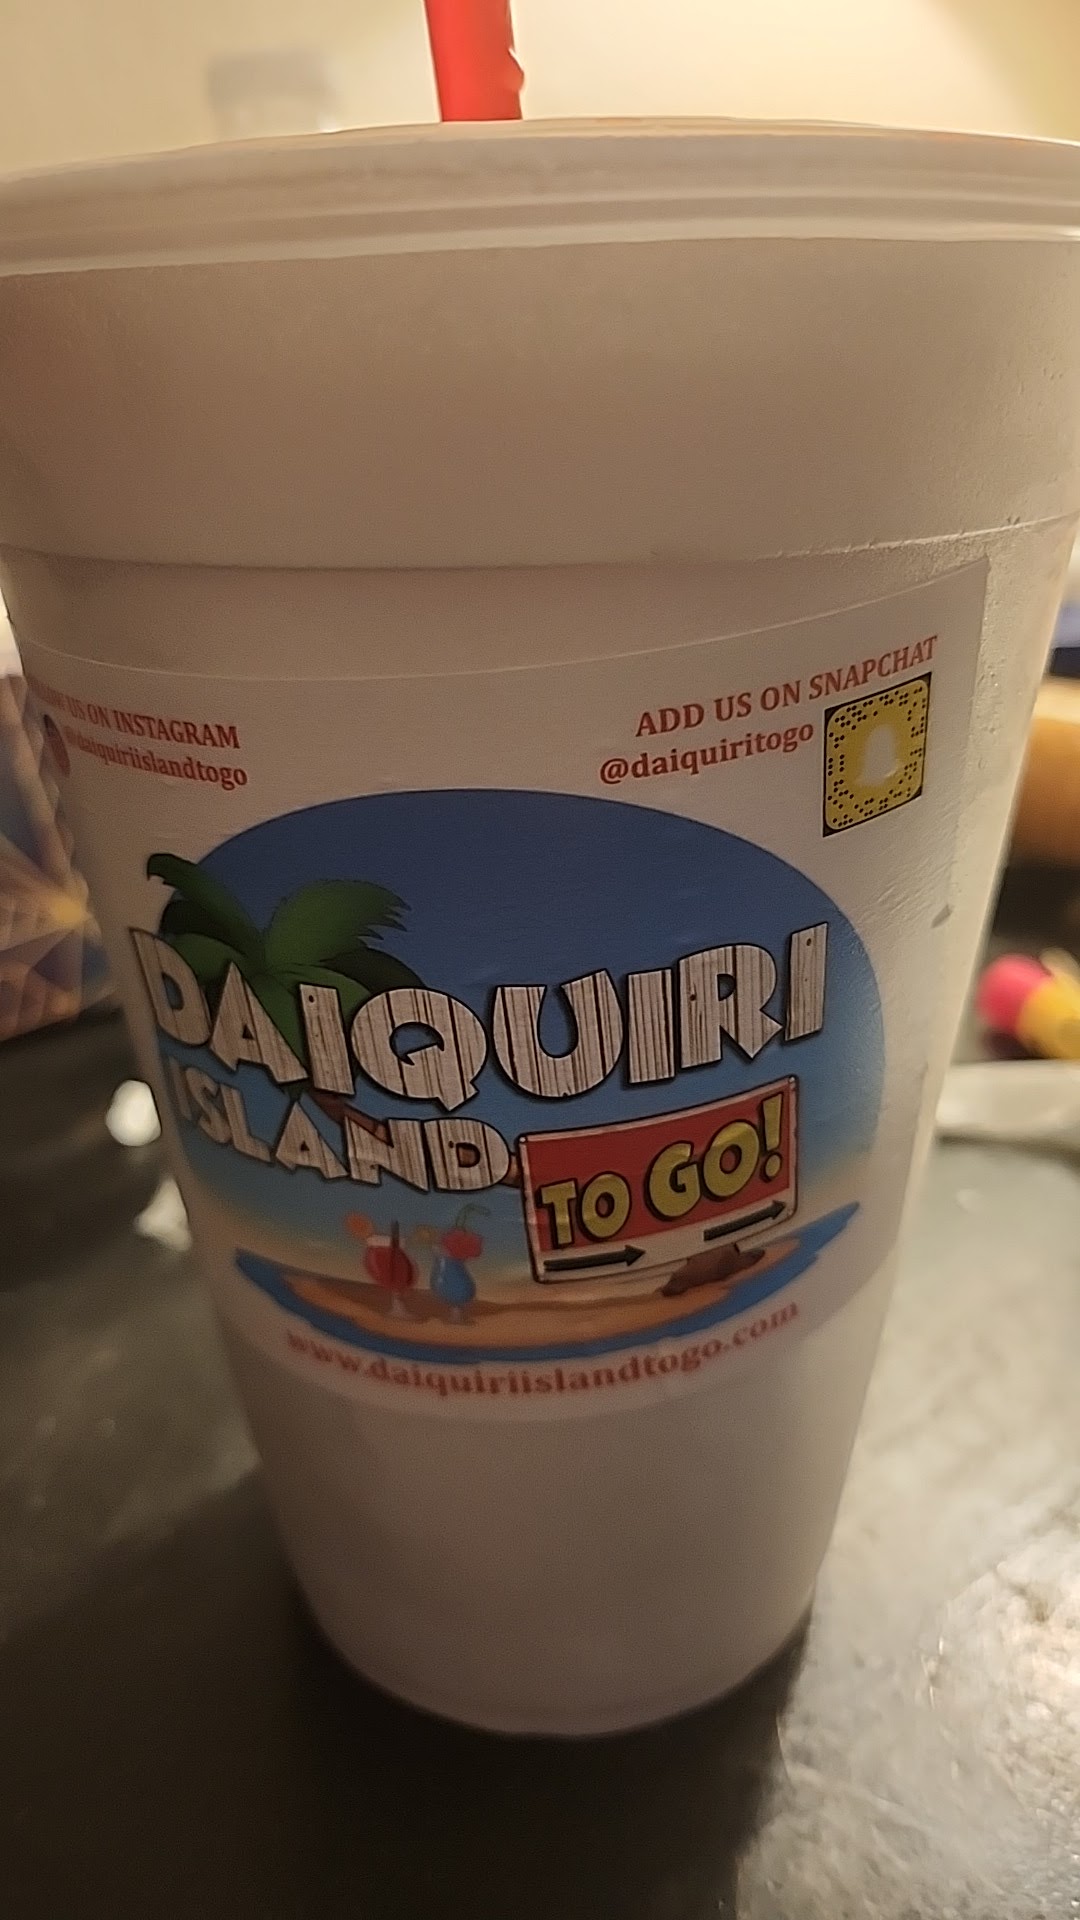 US ON INSTAGRAM
@daiquiriislandtogo
ADD US ON SNAPCHAT
@daiquiritogo
DAIQUIRI
ISLAND
TO GO!
www.daiquiriislandtogo.com